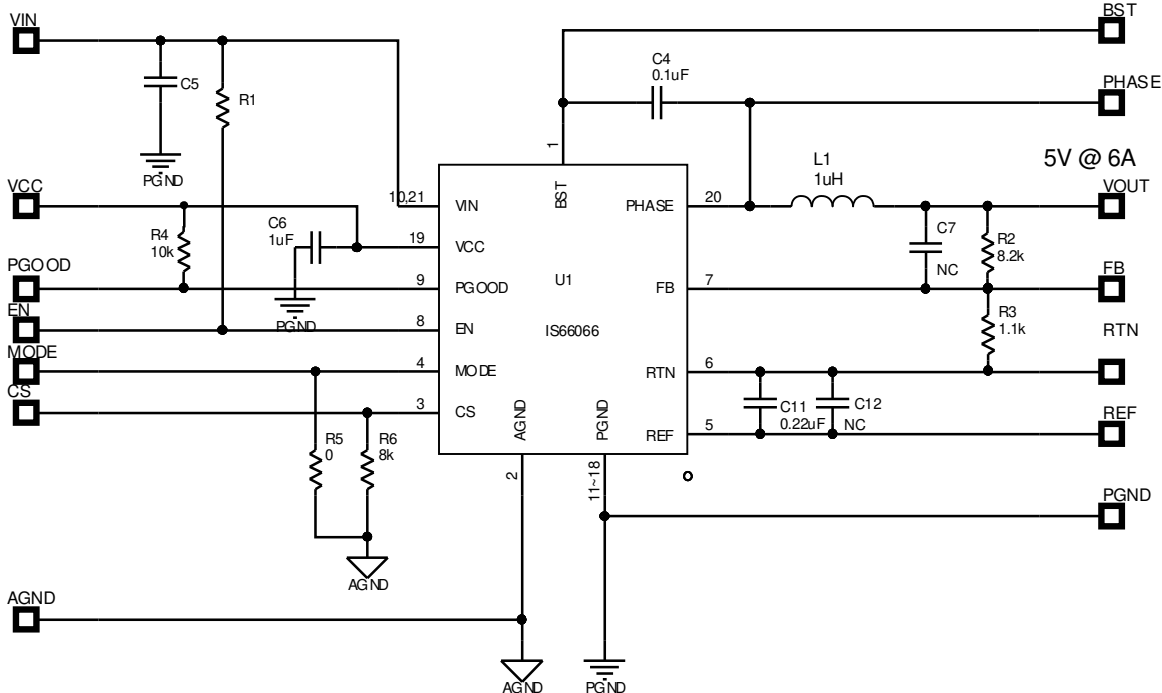 VIN
BST
C4
0.1uF
C5
R1
PHASE
PGND
5V @ 6A
1
L1
1uH
VCC
10,21
VIN
BST
PHASE
20
VOUT
R4
10k
C6
1uF
19
VCC
C7
R2
8.2k
PGOOD
9
PGOOD
U1
FB
7
NC
FB
EN
PGND
8
EN
IS66066
R3
1.1k
RTN
MODE
4
MODE
RTN
6
CS
3
CS
AGND
PGND
REF
5
C11
0.22uF
C12
NC
REF
R5
0
R6
8k
2
11~18
PGND
AGND
AGND
AGND
PGND